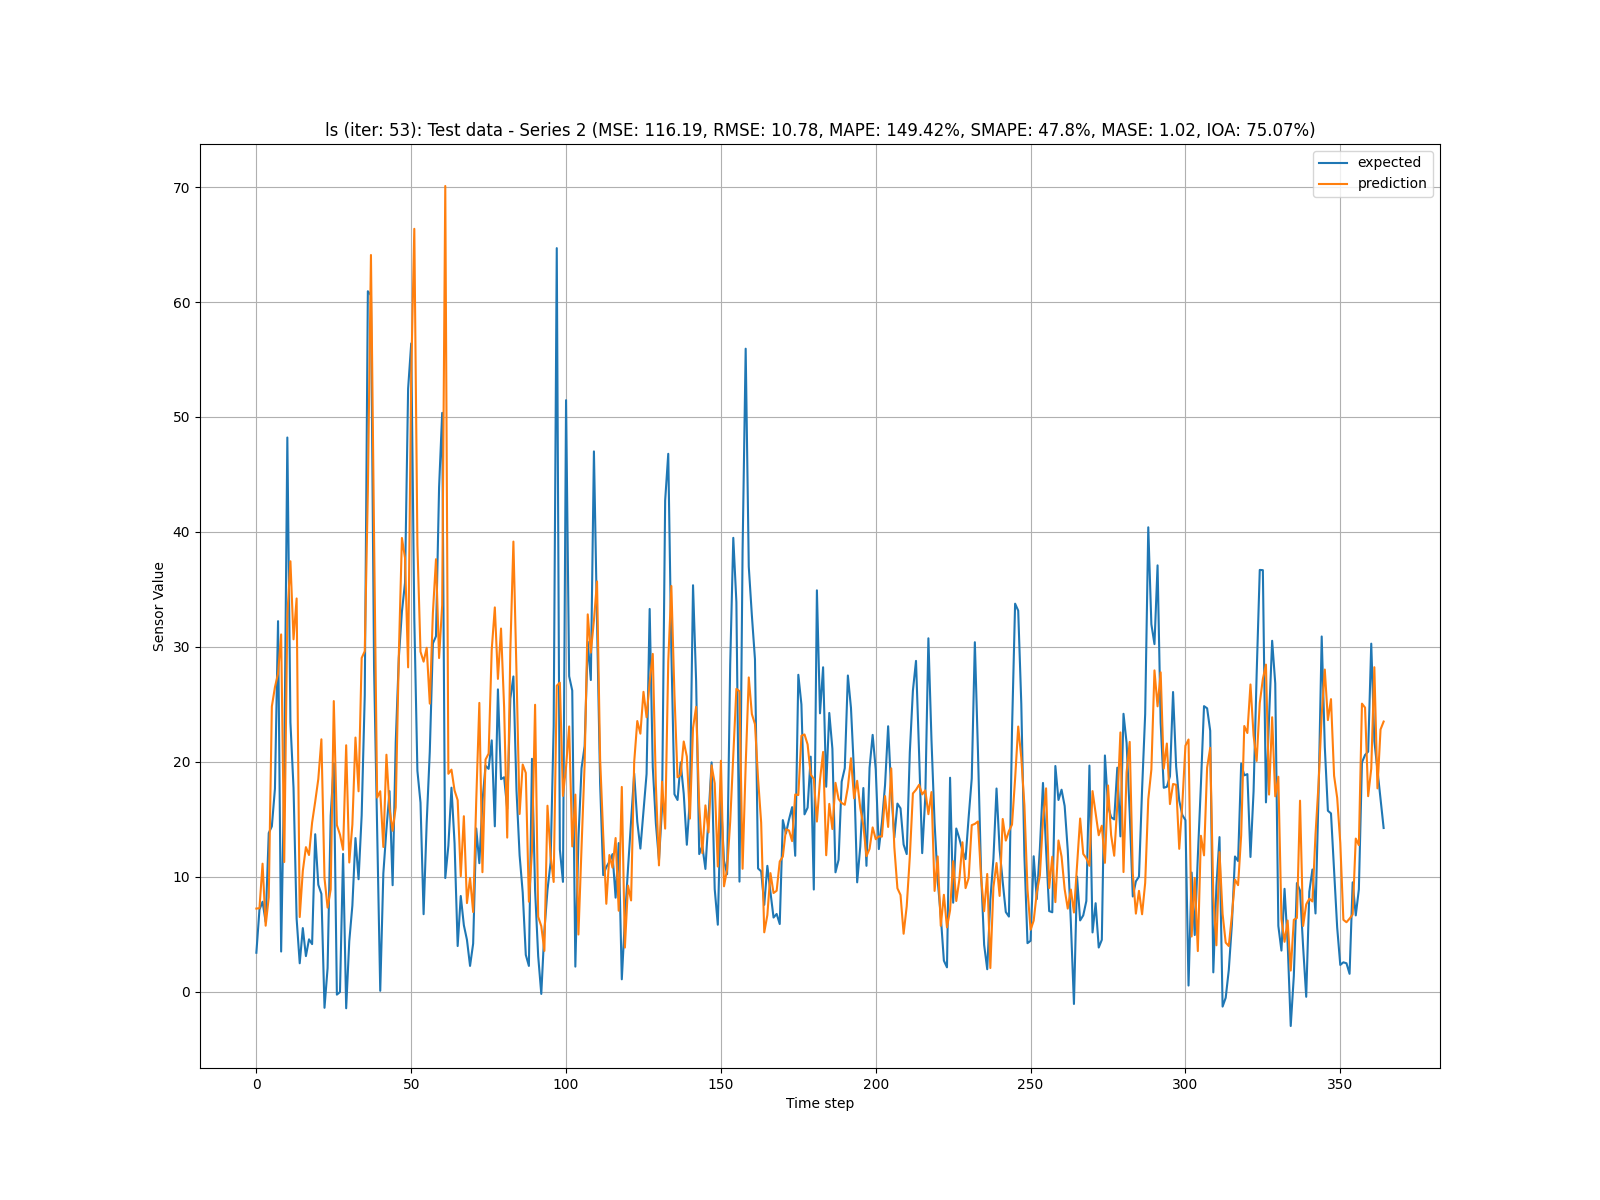 ls (iter: 53): Test data - Series 2 (MSE: 116.19, RMSE: 10.78, MAPE: 149.42%, SMAPE: 47.8%, MASE: 1.02, IOA: 75.07%)
expected
prediction
70
60
50
40
30
20
10
0
Sensor Value
0 50 100 150 200 250 300 350
Time step